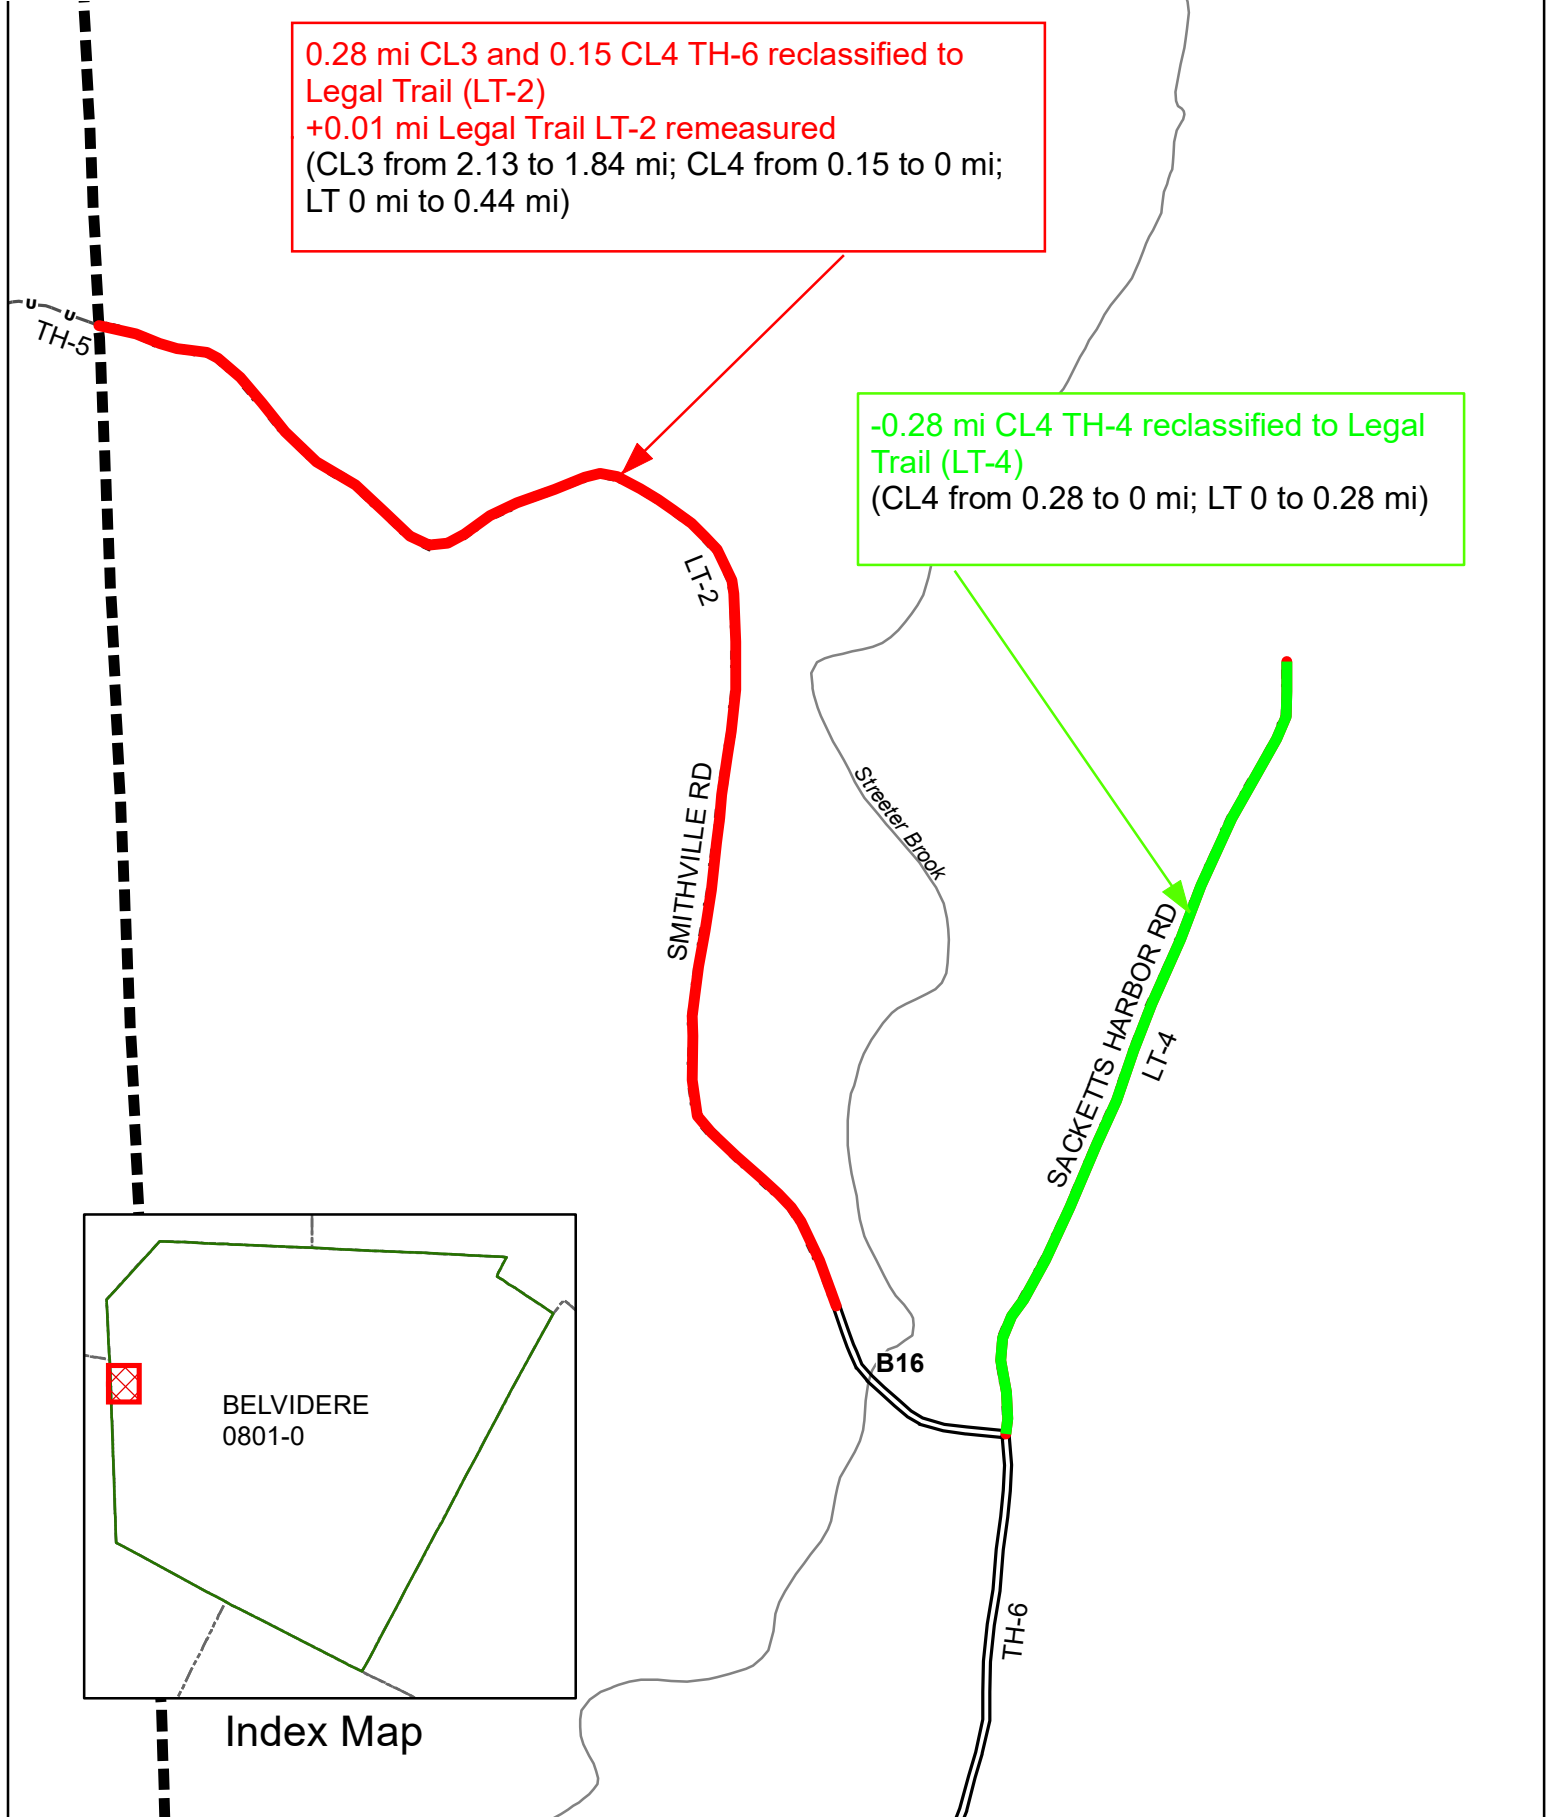 0.28 mi CL3 and 0.15 CL4 TH-6 reclassified to
Legal Trail (LT-2)
+0.01 mi Legal Trail LT-2 remeasured
(CL3 from 2.13 to 1.84 mi; CL4 from 0.15 to 0 mi;
LT 0 mi to 0.44 mi)
U
U
TH-5
-0.28 mi CL4 TH-4 reclassified to Legal
Trail (LT-4)
(CL4 from 0.28 to 0 mi; LT 0 to 0.28 mi)
LT-2
SMITHVILLE RD
Streeter Brook
SACKETTS HARBOR RD
LT-4
B16
BELVIDERE
0801-0
TH-6
Index Map